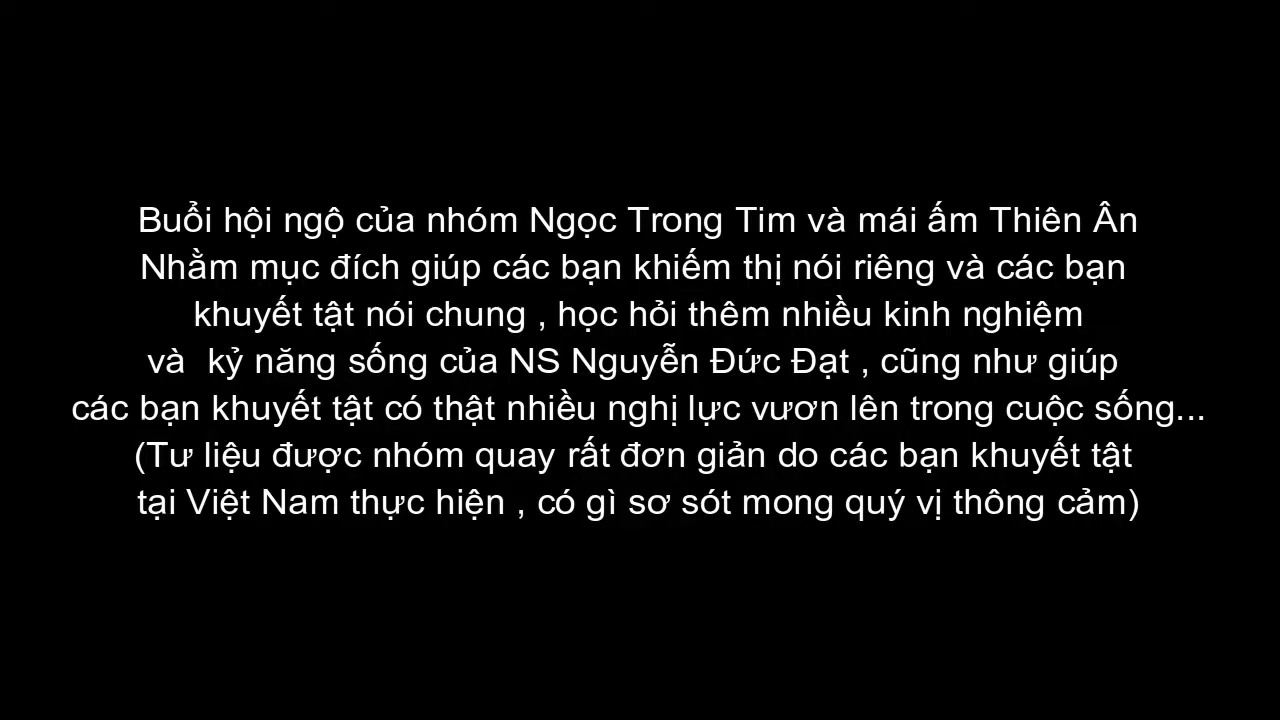 Buổi hội ngộ của nhóm Ngọc Trong Tim và mái ấm Thiên Ân
Nhằm mục đích giúp các bạn khiếm thị nói riêng và các bạn
khuyết tật nói chung , học hỏi thêm nhiều kinh nghiệm
và  kỷ năng sống của NS Nguyễn Đức Đạt , cũng như giúp
các bạn khuyết tật có thật nhiều nghị lực vươn lên trong cuộc sống...
(Tư liệu được nhóm quay rất đơn giản do các bạn khuyết tật
tại Việt Nam thực hiện , có gì sơ sót mong quý vị thông cảm)